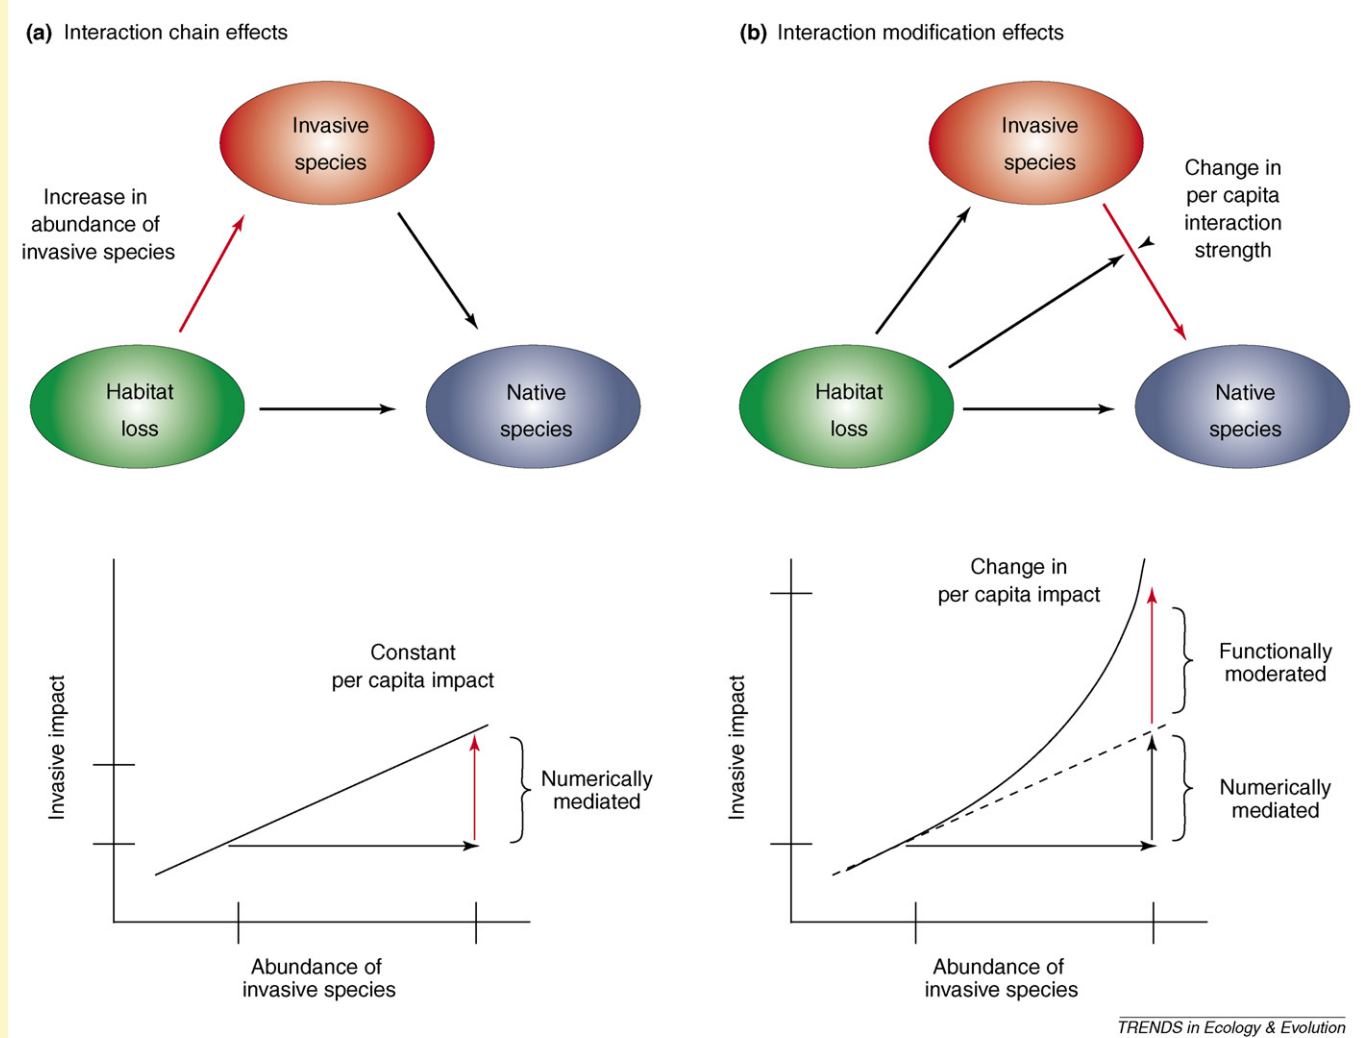 (a) Interaction chain effects
Invasive
species
Increase in
abundance of
invasive species
Habitat
loss
Native
species
Constant
per capita impact
Invasive impact
Numerically
mediated
Abundance of
invasive species
(b) Interaction modification effects
Invasive
species
Change in
per capita
interaction
strength
Habitat
loss
Native
species
Change in
per capita impact
Invasive impact
Functionally
moderated
Numerically
mediated
Abundance of
invasive species
TRENDS in Ecology & Evolution